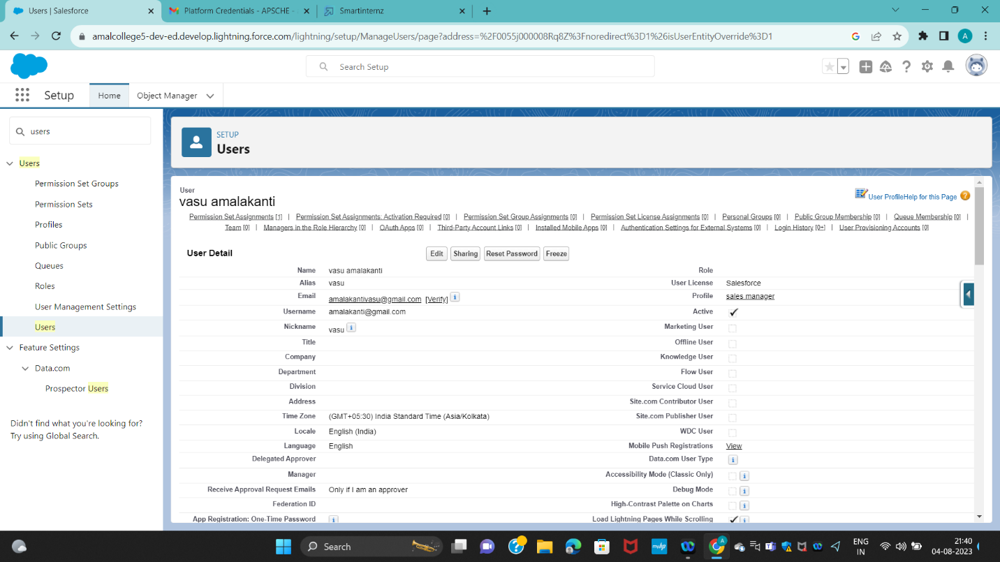 Users | Salesforce
Platform Credentials - APSCHE -
Smartinternz
amalcollege5-dev-ed.develop.lightning.force.com/lightning/setup/ManageUsers/page?address=%2F0055j000008Rq8Z%3Fnoredirect%3D1%26isUserEntityOverride%3D1
A
Search Setup
Setup
Home
Object Manager
users
Users
Permission Set Groups
Permission Sets
Profiles
Public Groups
Queues
Roles
User Management Settings
Users
Feature Settings
Data.com
Prospector Users
Didn't find what you're looking for?
Try using Global Search.
SETUP
Users
User
vasu amalakanti
User Profile Help for this Page
Permission Set Assignments [1] | Permission Set Assignments: Activation Required [0] | Permission Set Group Assignments [0] | Permission Set License Assignments [0] | Personal Groups [0] | Public Group Membership [0] | Queue Membership [0] |
Team [0] | Managers in the Role Hierarchy [0] | OAuth Apps [0] | Third-Party Account Links [0] | Installed Mobile Apps [0] | Authentication Settings for External Systems [0] | Login History [0+] | User Provisioning Accounts [0]
User Detail
Edit Sharing Reset Password Freeze
Name vasu amalakanti Role
Alias vasu User License Salesforce
Email amalakantivasu@gmail.com [Verify] i Profile sales manager
Username amalakanti@gmail.com Active
Nickname vasu i Marketing User
Title Offline User
Company Knowledge User
Department Flow User
Division Service Cloud User
Address Site.com Contributor User
Time Zone (GMT+05:30) India Standard Time (Asia/Kolkata) Site.com Publisher User
Locale English (India) WDC User
Language English Mobile Push Registrations View
Delegated Approver Data.com User Type i
Manager Accessibility Mode (Classic Only) i
Receive Approval Request Emails Only if I am an approver Debug Mode i
Federation ID High-Contrast Palette on Charts i
App Registration: One-Time Password i Load Lightning Pages While Scrolling i
Search
mvhp
ENG
IN
21:40
04-08-2023